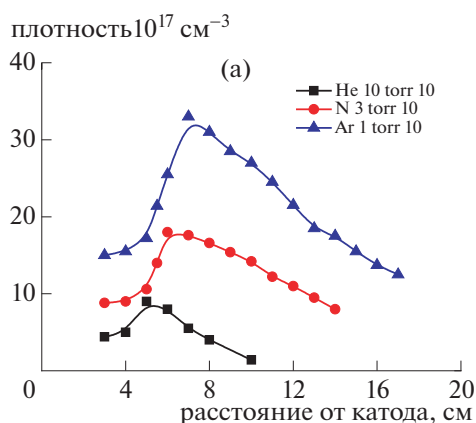 плотность10¹⁷ см⁻³
(а)
He 10 torr 10
N 3 torr 10
Ar 1 torr 10
40
30
20
10
0 4 8 12 16 20
расстояние от катода, см